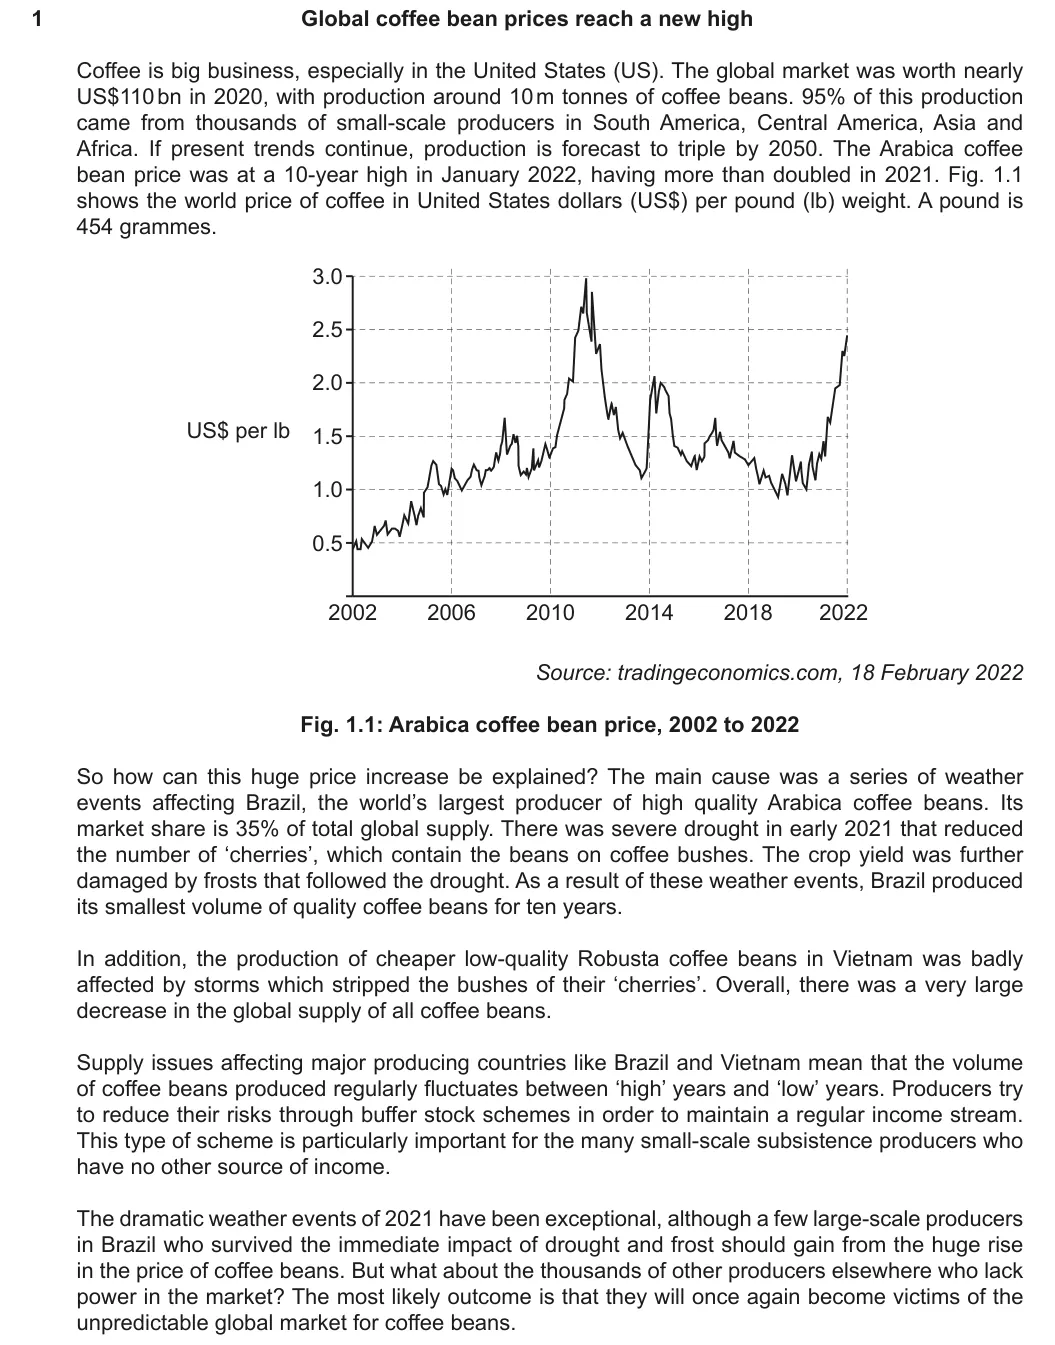 1 Global coffee bean prices reach a new high
Coffee is big business, especially in the United States (US). The global market was worth nearly
US$110 bn in 2020, with production around 10 m tonnes of coffee beans. 95% of this production
came from thousands of small-scale producers in South America, Central America, Asia and
Africa. If present trends continue, production is forecast to triple by 2050. The Arabica coffee
bean price was at a 10-year high in January 2022, having more than doubled in 2021. Fig. 1.1
shows the world price of coffee in United States dollars (US$) per pound (lb) weight. A pound is
454 grammes.
3.0
2.5
2.0
US$ per lb 1.5
1.0
0.5
2002 2006 2010 2014 2018 2022
Source: tradingeconomics.com, 18 February 2022
Fig. 1.1: Arabica coffee bean price, 2002 to 2022
So how can this huge price increase be explained? The main cause was a series of weather
events affecting Brazil, the world’s largest producer of high quality Arabica coffee beans. Its
market share is 35% of total global supply. There was severe drought in early 2021 that reduced
the number of ‘cherries’, which contain the beans on coffee bushes. The crop yield was further
damaged by frosts that followed the drought. As a result of these weather events, Brazil produced
its smallest volume of quality coffee beans for ten years.
In addition, the production of cheaper low-quality Robusta coffee beans in Vietnam was badly
affected by storms which stripped the bushes of their ‘cherries’. Overall, there was a very large
decrease in the global supply of all coffee beans.
Supply issues affecting major producing countries like Brazil and Vietnam mean that the volume
of coffee beans produced regularly fluctuates between ‘high’ years and ‘low’ years. Producers try
to reduce their risks through buffer stock schemes in order to maintain a regular income stream.
This type of scheme is particularly important for the many small-scale subsistence producers who
have no other source of income.
The dramatic weather events of 2021 have been exceptional, although a few large-scale producers
in Brazil who survived the immediate impact of drought and frost should gain from the huge rise
in the price of coffee beans. But what about the thousands of other producers elsewhere who lack
power in the market? The most likely outcome is that they will once again become victims of the
unpredictable global market for coffee beans.